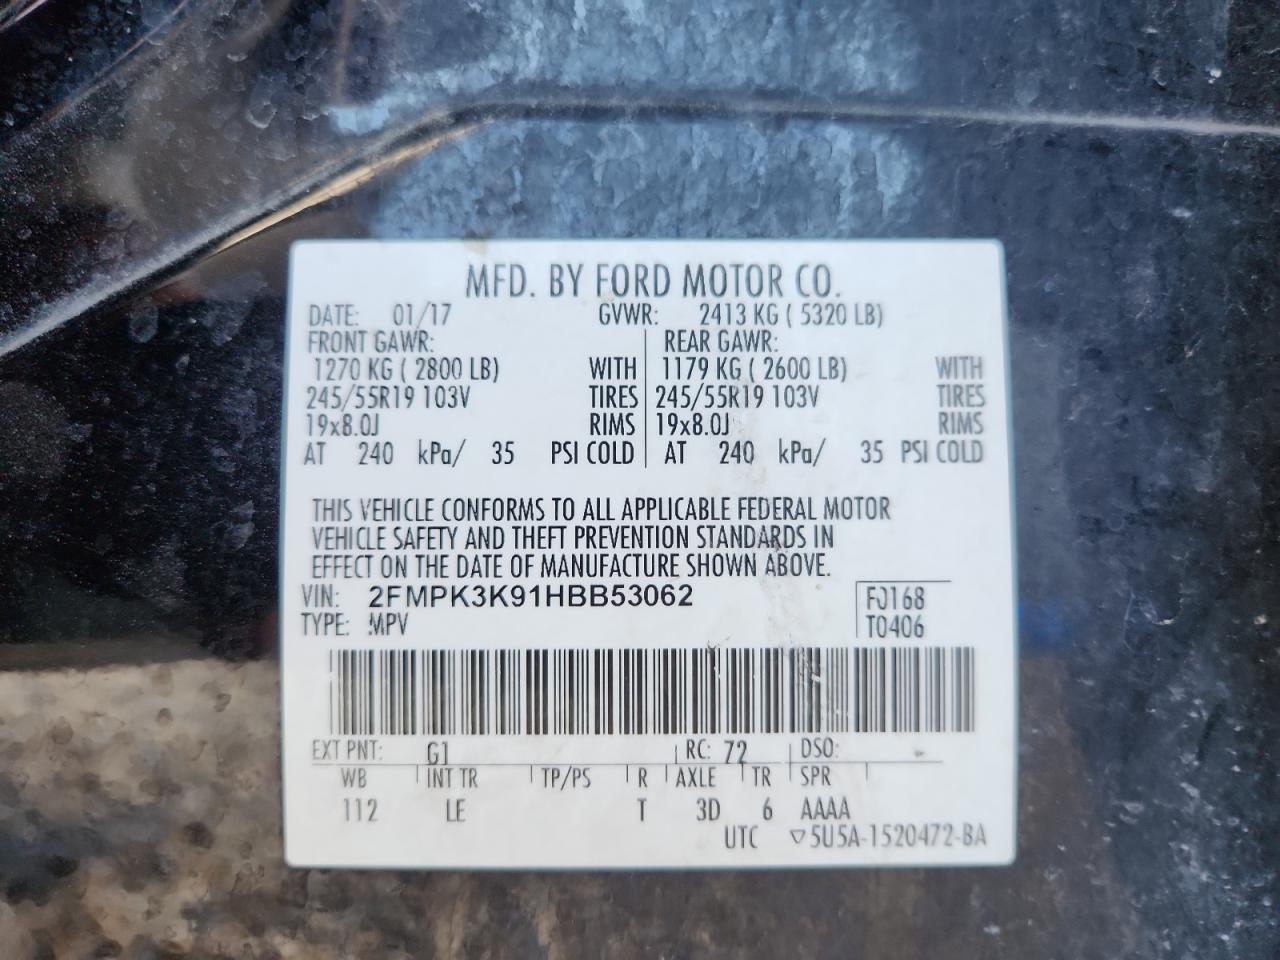 MFD. BY FORD MOTOR CO.
DATE: 01/17 GVWR: 2413 KG ( 5320 LB)
FRONT GAWR: REAR GAWR:
1270 KG ( 2800 LB) WITH 1179 KG ( 2600 LB) WITH
245/55R19 103V TIRES 245/55R19 103V TIRES
19x8.0J RIMS 19x8.0J RIMS
AT 240 kPa/ 35 PSI COLD AT 240 kPa/ 35 PSI COLD
THIS VEHICLE CONFORMS TO ALL APPLICABLE FEDERAL MOTOR
VEHICLE SAFETY AND THEFT PREVENTION STANDARDS IN
EFFECT ON THE DATE OF MANUFACTURE SHOWN ABOVE.
VIN: 2FMPK3K91HBB53062 FJ168
TYPE: MPV T0406
EXT PNT: G1 RC: 72 DSO:
WB INT TR TP/PS R AXLE TR SPR
112 LE T 3D 6 AAAA
UTC ▽5U5A-1520472-BA